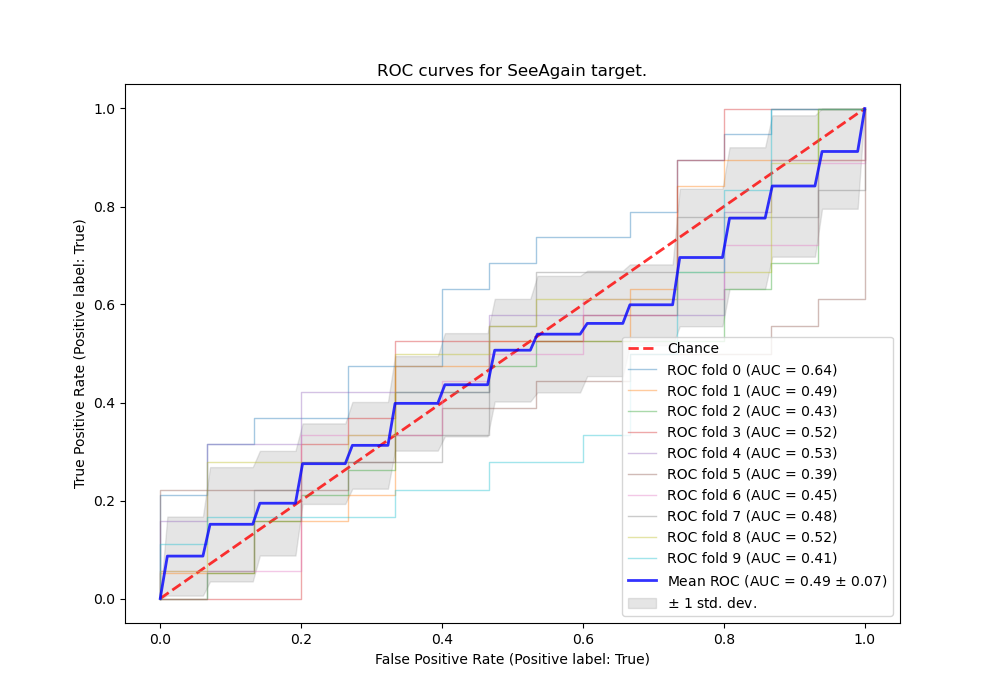 ROC curves for SeeAgain target.
True Positive Rate (Positive label: True)
1.0
0.8
0.6
0.4
0.2
0.0
Chance
ROC fold 0 (AUC = 0.64)
ROC fold 1 (AUC = 0.49)
ROC fold 2 (AUC = 0.43)
ROC fold 3 (AUC = 0.52)
ROC fold 4 (AUC = 0.53)
ROC fold 5 (AUC = 0.39)
ROC fold 6 (AUC = 0.45)
ROC fold 7 (AUC = 0.48)
ROC fold 8 (AUC = 0.52)
ROC fold 9 (AUC = 0.41)
Mean ROC (AUC = 0.49 ± 0.07)
± 1 std. dev.
0.0 0.2 0.4 0.6 0.8 1.0
False Positive Rate (Positive label: True)